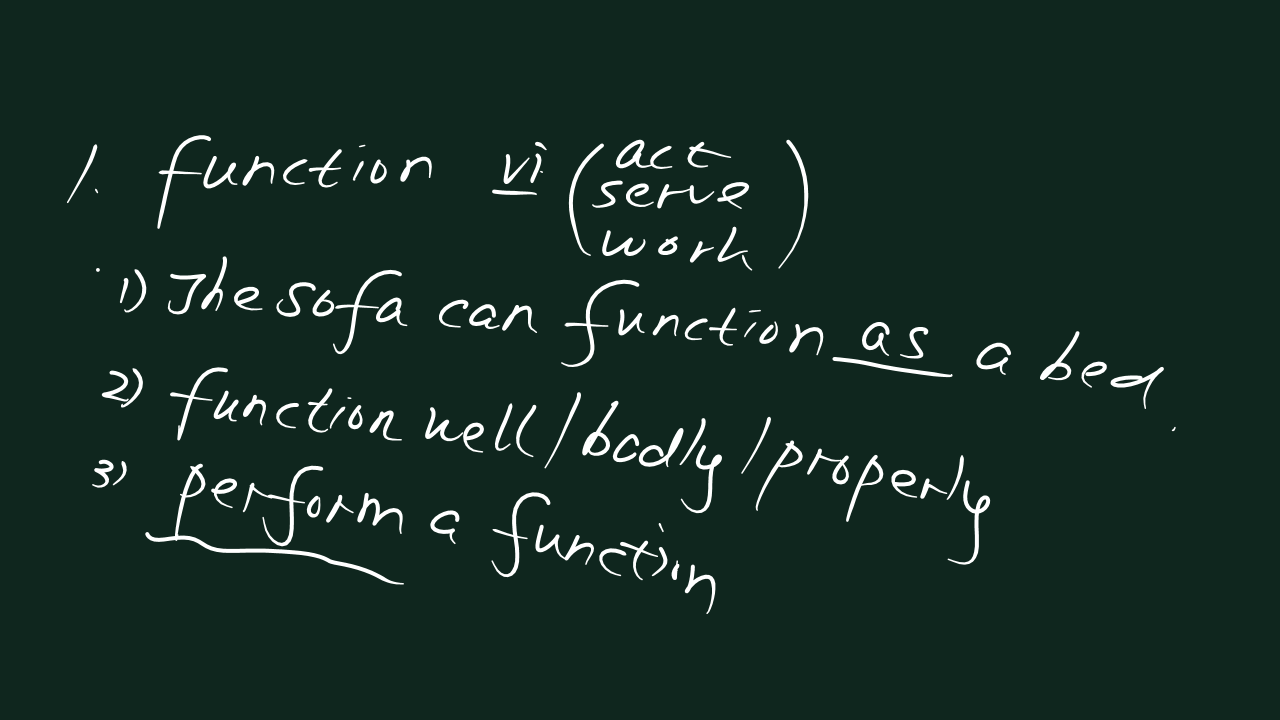 1. function vi (act
serve
work)
1) The sofa can function as a bed.
2) function well / badly / properly
3) perform a function